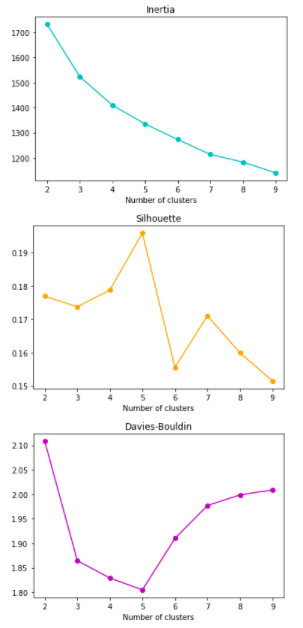 Inertia
1700
1600
1500
1400
1300
1200
2 3 4 5 6 7 8 9
Number of clusters
Silhouette
0.19
0.18
0.17
0.16
0.15
2 3 4 5 6 7 8 9
Number of clusters
Davies-Bouldin
2.10
2.05
2.00
1.95
1.90
1.85
1.80
2 3 4 5 6 7 8 9
Number of clusters